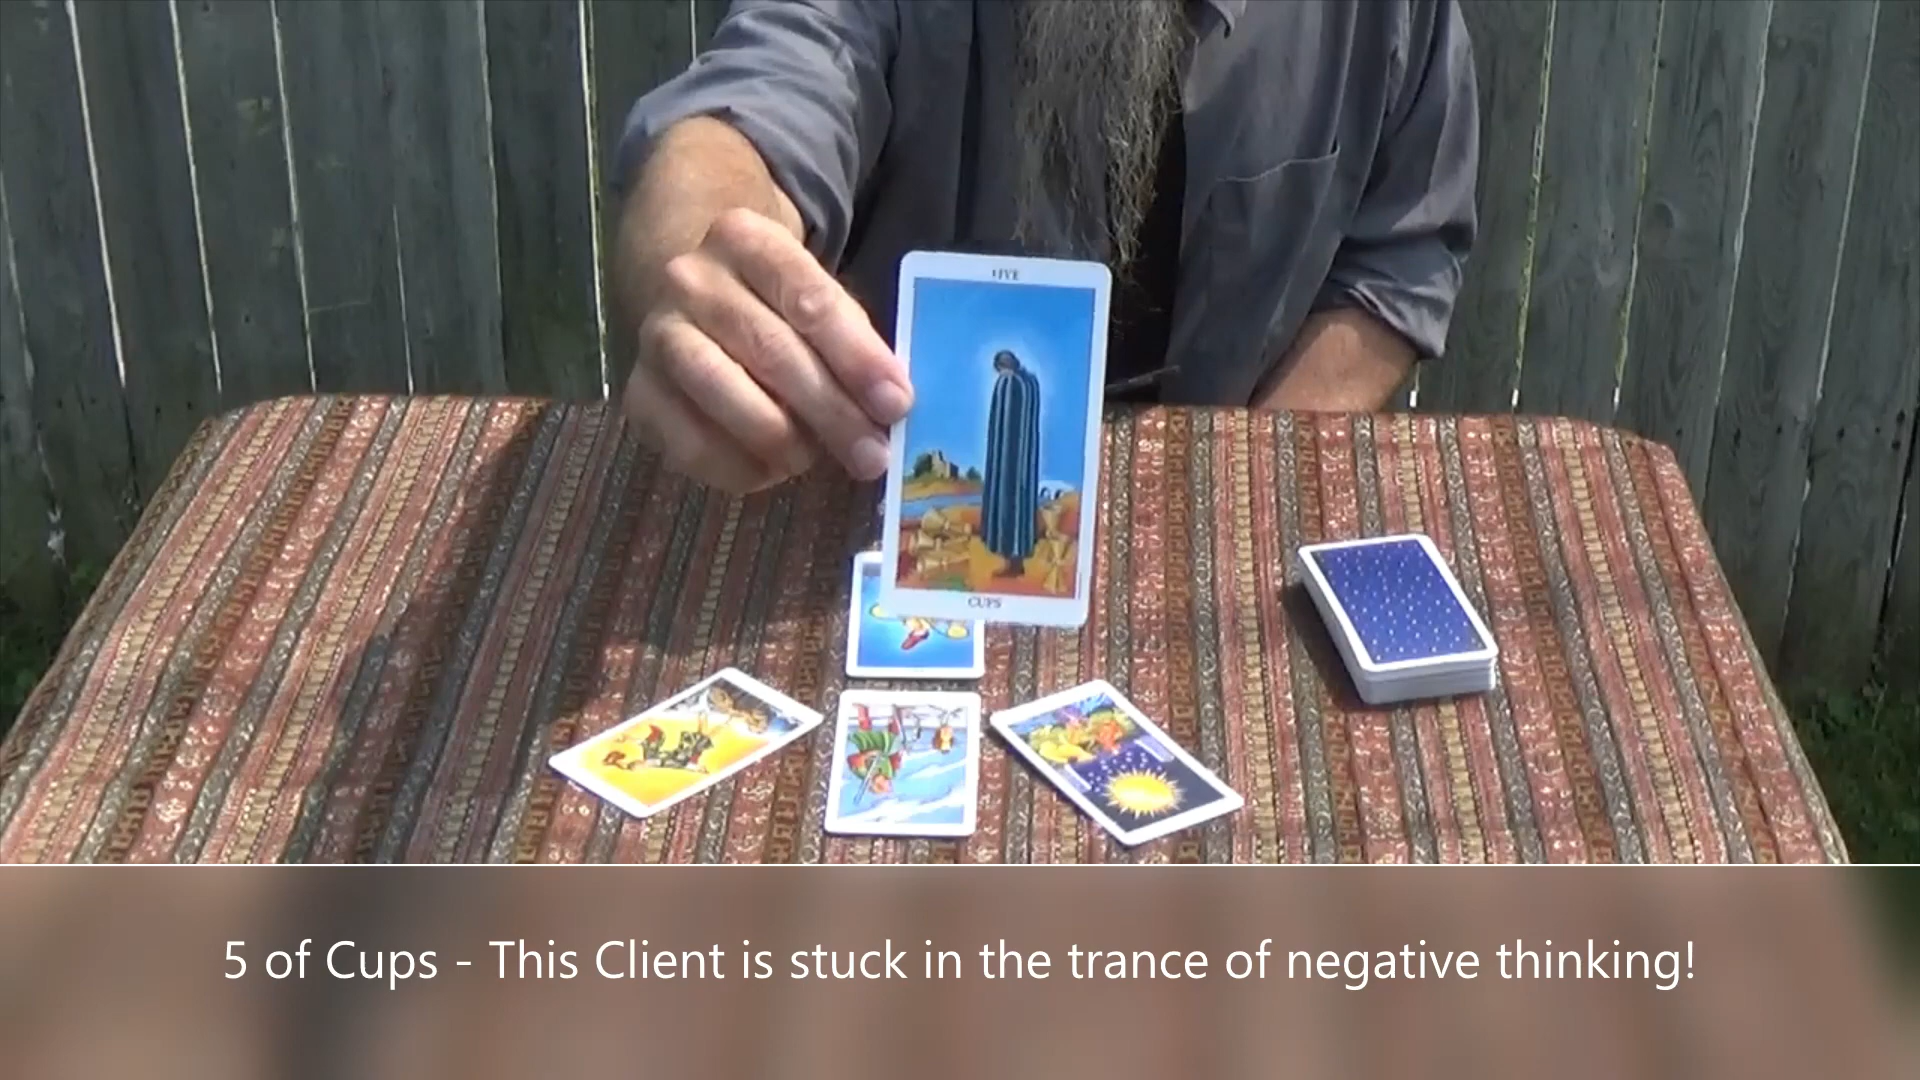 FIVE
CUPS
5 of Cups - This Client is stuck in the trance of negative thinking!